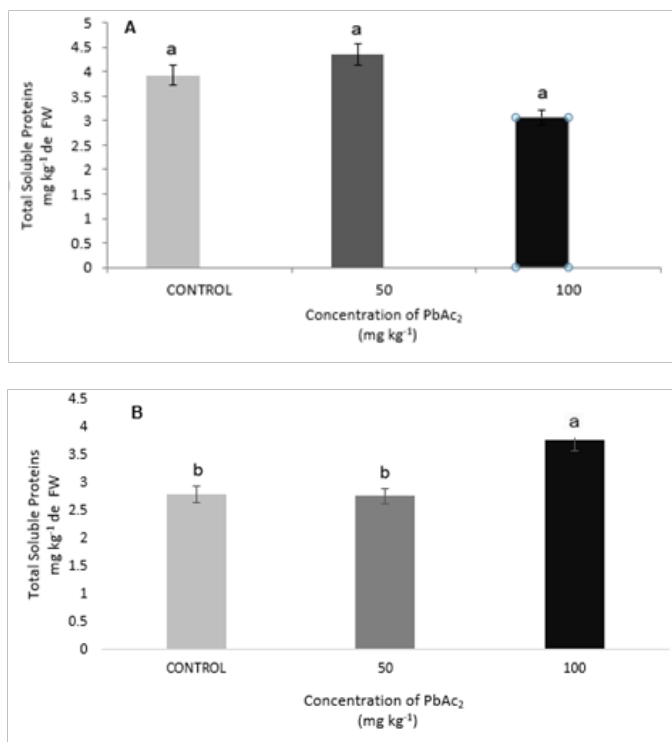 A
Total Soluble Proteins
mg kg⁻¹ de FW
5
4.5
4
3.5
3
2.5
2
1.5
1
0.5
0
a
a
a
CONTROL 50 100
Concentration of PbAc₂
(mg kg⁻¹)
B
Total Soluble Proteins
mg kg⁻¹ de FW
4.5
4
3.5
3
2.5
2
1.5
1
0.5
0
b
b
a
CONTROL 50 100
Concentration of PbAc₂
(mg kg⁻¹)